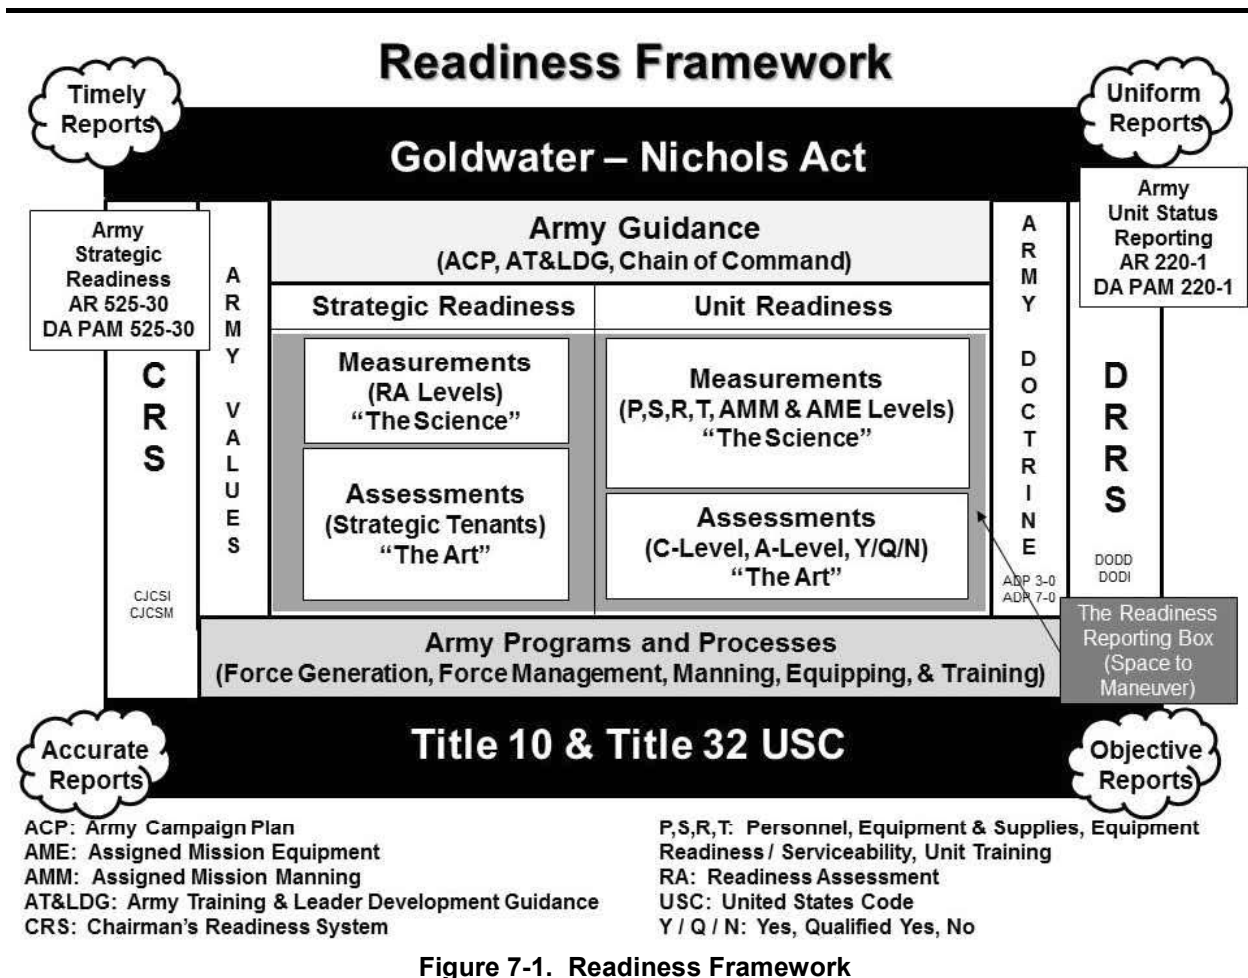 Readiness Framework
Timely
Reports
Uniform
Reports
Goldwater – Nichols Act
Army
Strategic
Readiness
AR 525-30
DA PAM 525-30
Army
Unit Status
Reporting
AR 220-1
DA PAM 220-1
CRS
CJCSI
CJCSM
ARMY VALUES
Army Guidance
(ACP, AT&LDG, Chain of Command)
Strategic Readiness
Measurements
(RA Levels)
“The Science”
Assessments
(Strategic Tenants)
“The Art”
Unit Readiness
Measurements
(P,S,R,T, AMM & AME Levels)
“The Science”
Assessments
(C-Level, A-Level, Y/Q/N)
“The Art”
ARMY DOCTRINE
ADP 3-0
ADP 7-0
DRRS
DODD
DODI
The Readiness
Reporting Box
(Space to
Maneuver)
Army Programs and Processes
(Force Generation, Force Management, Manning, Equipping, & Training)
Title 10 & Title 32 USC
Accurate
Reports
Objective
Reports
ACP: Army Campaign Plan
AME: Assigned Mission Equipment
AMM: Assigned Mission Manning
AT&LDG: Army Training & Leader Development Guidance
CRS: Chairman’s Readiness System
P,S,R,T: Personnel, Equipment & Supplies, Equipment
Readiness / Serviceability, Unit Training
RA: Readiness Assessment
USC: United States Code
Y / Q / N: Yes, Qualified Yes, No
Figure 7-1. Readiness Framework